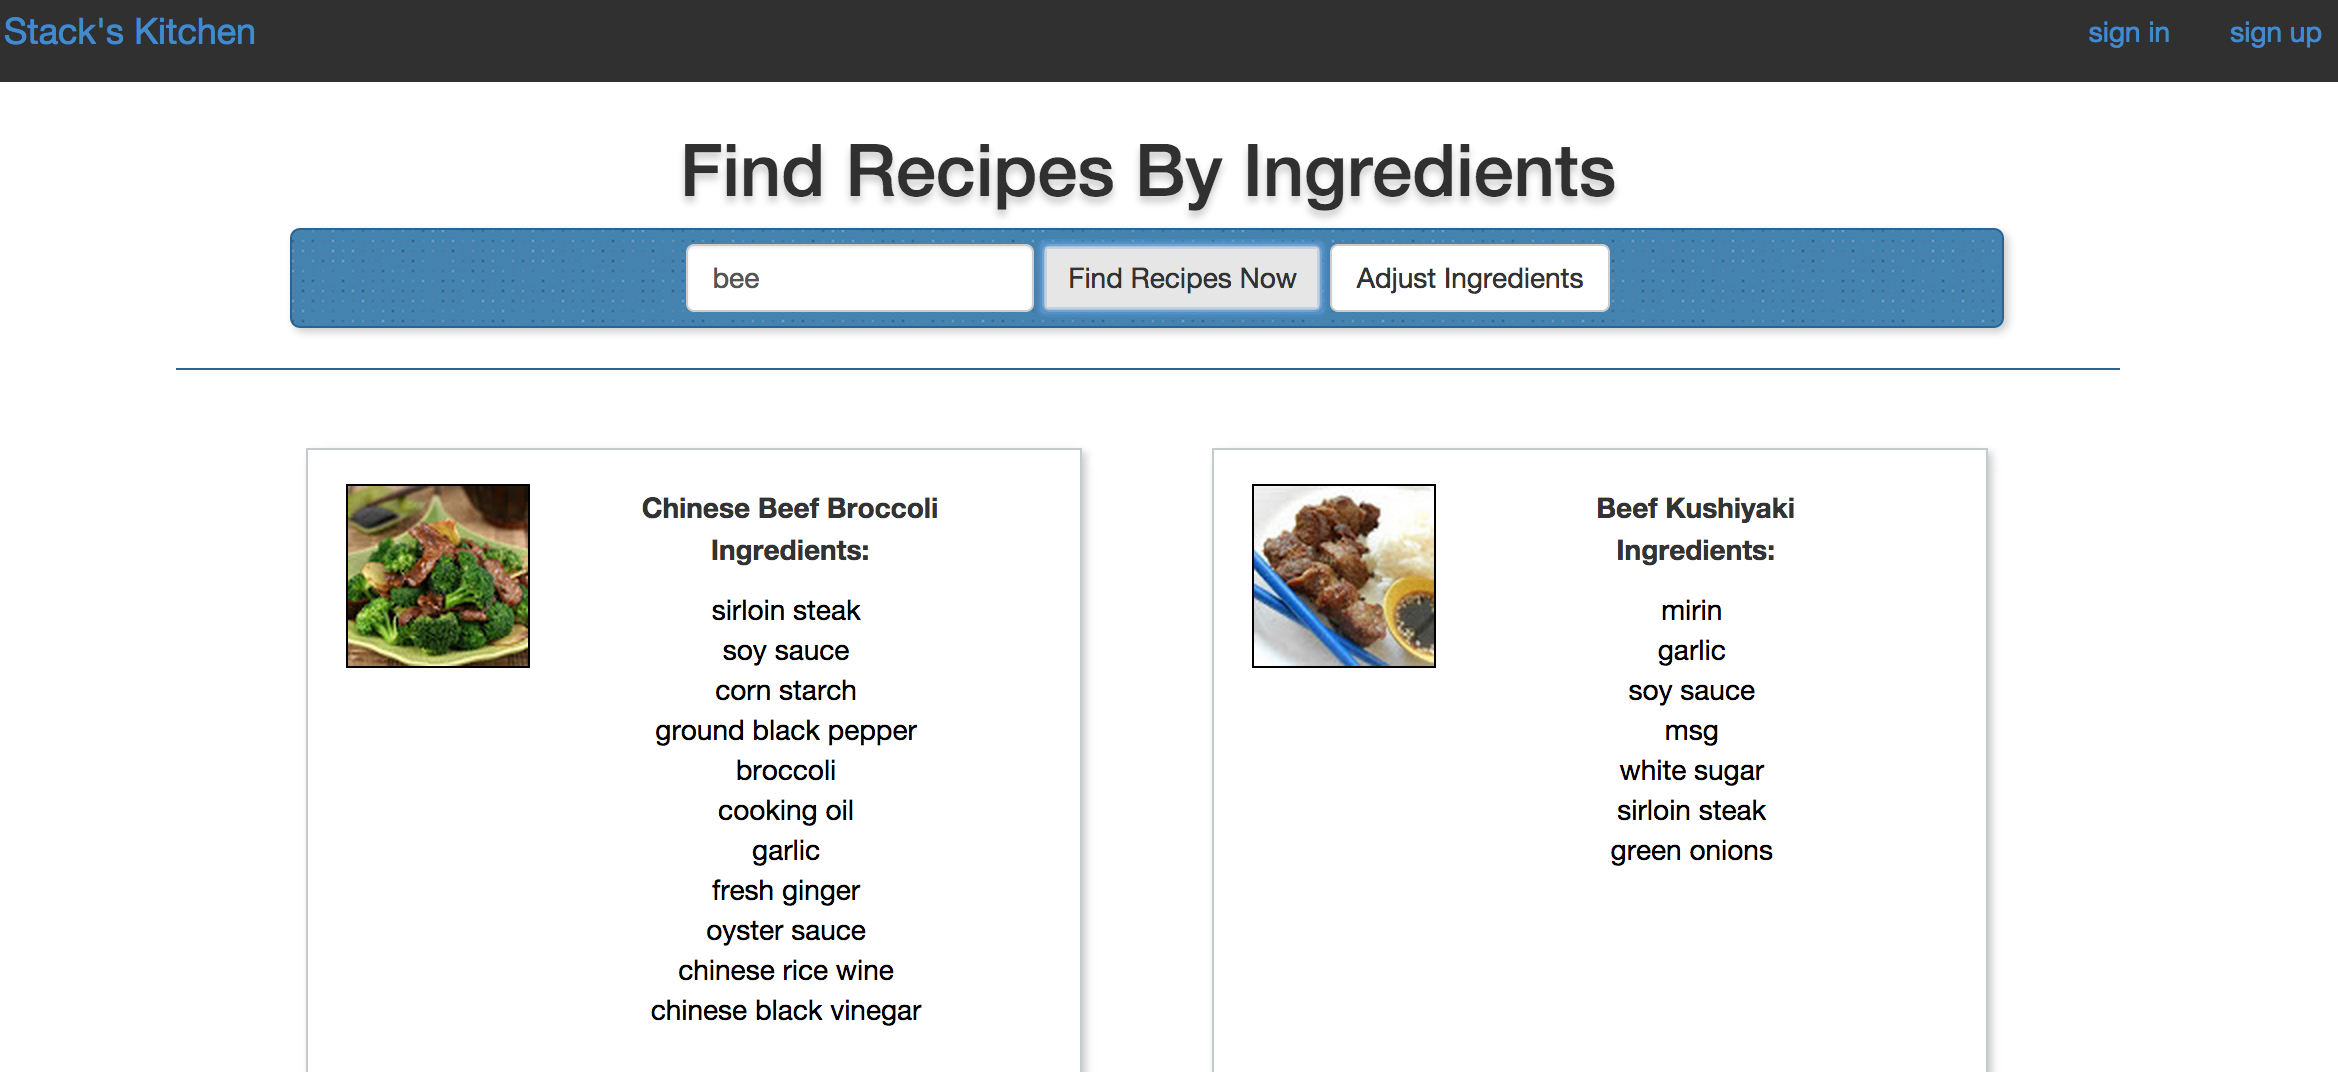 Stack's Kitchen
sign in
sign up
Find Recipes By Ingredients
bee
Find Recipes Now
Adjust Ingredients
Chinese Beef Broccoli
Ingredients:
sirloin steak
soy sauce
corn starch
ground black pepper
broccoli
cooking oil
garlic
fresh ginger
oyster sauce
chinese rice wine
chinese black vinegar
Beef Kushiyaki
Ingredients:
mirin
garlic
soy sauce
msg
white sugar
sirloin steak
green onions